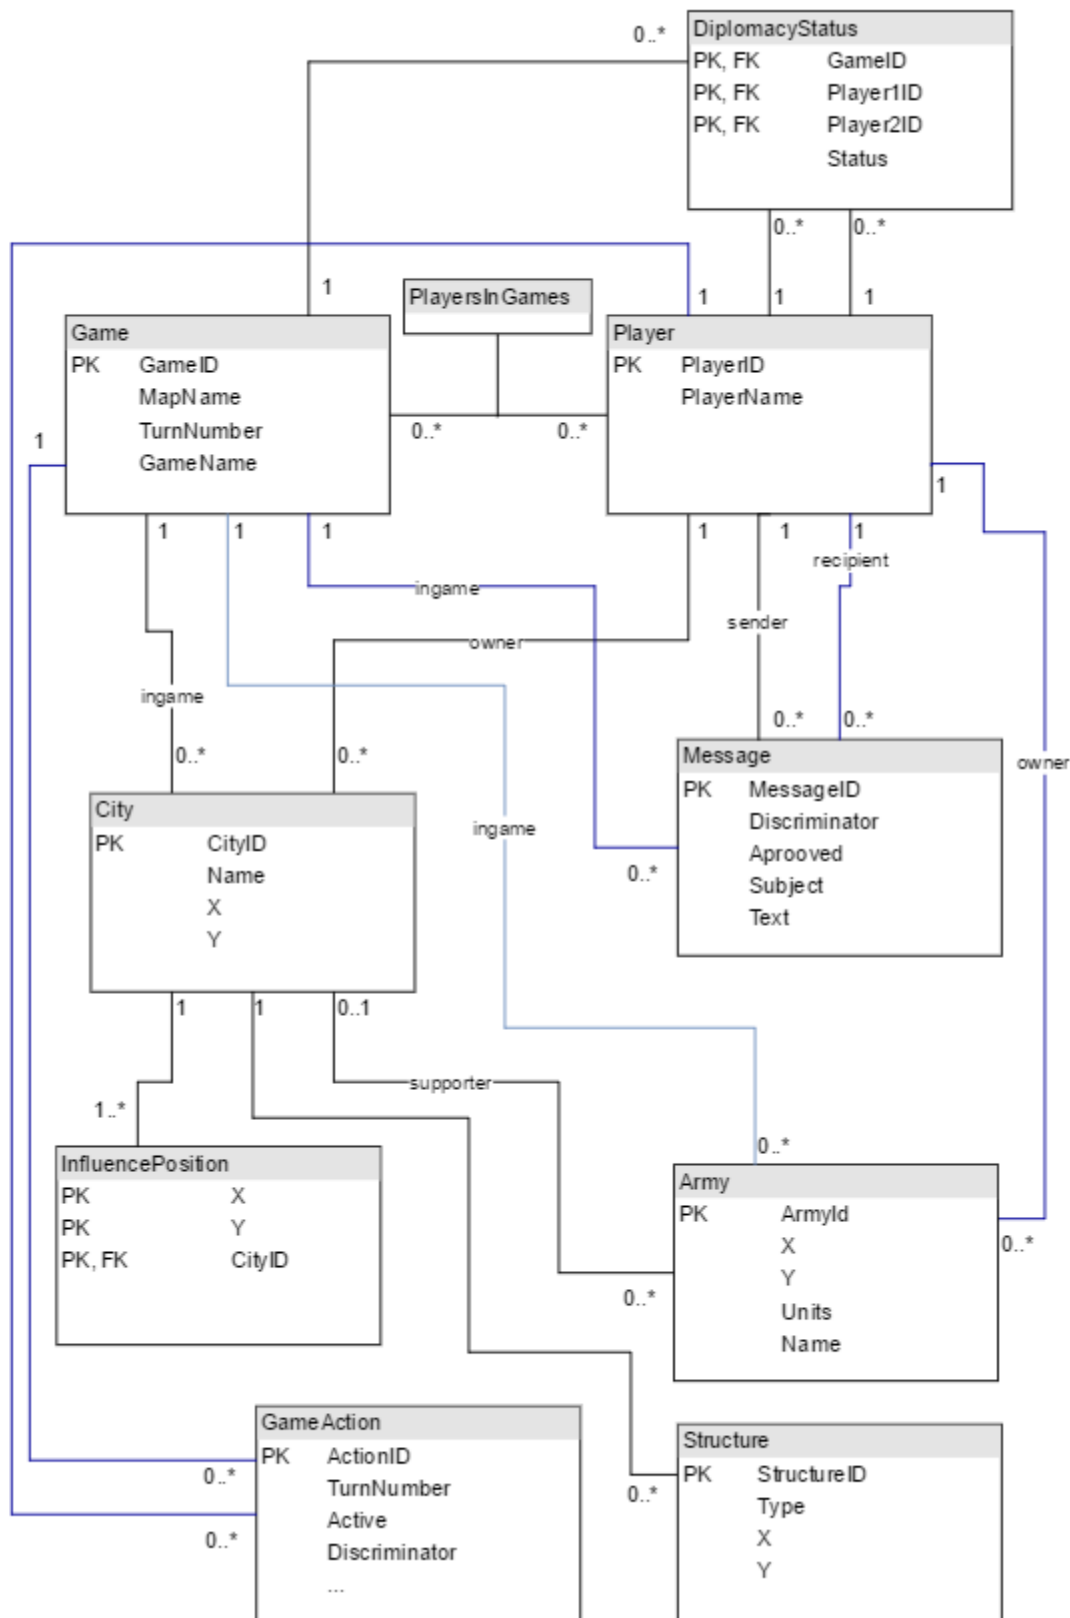 0..*
DiplomacyStatus
PK, FK GameID
PK, FK Player1ID
PK, FK Player2ID
Status
0..* 0..*
1 1 1 1
PlayersInGames
Game
PK GameID
MapName
TurnNumber
GameName
Player
PK PlayerID
PlayerName
0..* 0..*
1
1
1 1 1
1 1 1
recipient
ingame
sender
owner
ingame
0..* 0..*
0..* 0..*
City
PK CityID
Name
X
Y
Message
PK MessageID
Discriminator
Aprooved
Subject
Text
owner
ingame
0..*
1 1 0..1
supporter
1..*
0..*
InfluencePosition
PK X
PK Y
PK, FK CityID
Army
PK ArmyId
X
Y
Units
Name
0..*
0..*
GameAction
PK ActionID
TurnNumber
Active
Discriminator
...
0..*
0..*
Structure
PK StructureID
Type
X
Y
0..*